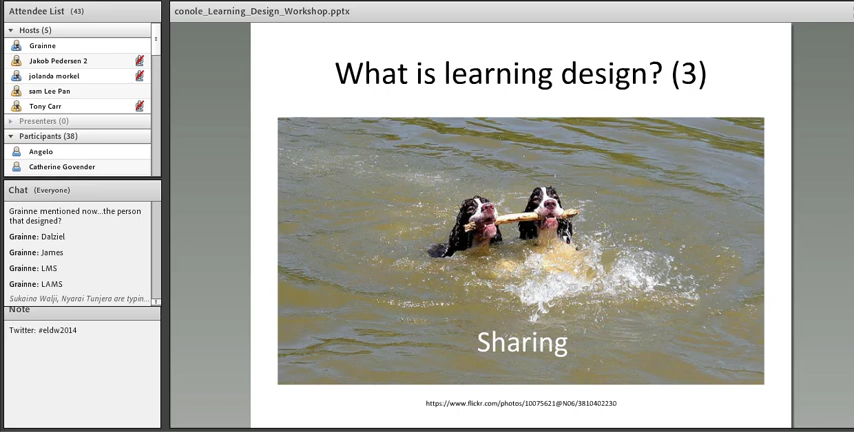 Attendee List (43)
Hosts (5)
Grainne
Jakob Pedersen 2
jolanda morkel
sam Lee Pan
Tony Carr
Presenters (0)
Participants (38)
Angelo
Catherine Govender
Chat (Everyone)
Grainne mentioned now...the person
that designed?
Grainne: Dalziel
Grainne: James
Grainne: LMS
Grainne: LAMS
Sukaina Walji, Nyarai Tunjera are typin...
Note
Twitter: #eldw2014
conole_Learning_Design_Workshop.pptx
What is learning design? (3)
Sharing
https://www.flickr.com/photos/10075621@N06/3810402230